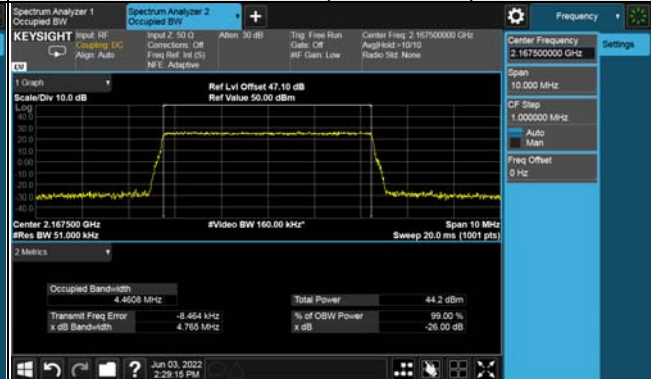 Spectrum Analyzer 1
Occupied BW
Spectrum Analyzer 2
Occupied BW
Frequency
KEYSIGHT
Input: RF
Coupling: DC
Align: Auto
Input Z: 50 Ω
Corrections: Off
Freq Ref: Int (S)
NFE: Adaptive
Atten: 30 dB
Trig: Free Run
Gate: Off
#IF Gain: Low
Center Freq: 2.167500000 GHz
Avg|Hold:>10/10
Radio Std: None
Center Frequency
2.167500000 GHz
Settings
Span
10.000 MHz
CF Step
1.000000 MHz
Auto
Man
Freq Offset
0 Hz
1 Graph
Scale/Div 10.0 dB
Ref Lvl Offset 47.10 dB
Ref Value 50.00 dBm
Log
40.0
30.0
20.0
10.0
0.00
-10.0
-20.0
-30.0
-40.0
Center 2.167500 GHz
#Res BW 51.000 kHz
#Video BW 160.00 kHz*
Span 10 MHz
Sweep 20.0 ms (1001 pts)
2 Metrics
Occupied Bandwidth
4.4608 MHz
Total Power 44.2 dBm
Transmit Freq Error -8.464 kHz
% of OBW Power 99.00 %
x dB Bandwidth 4.765 MHz
x dB -26.00 dB
Jun 03, 2022
2:29:15 PM